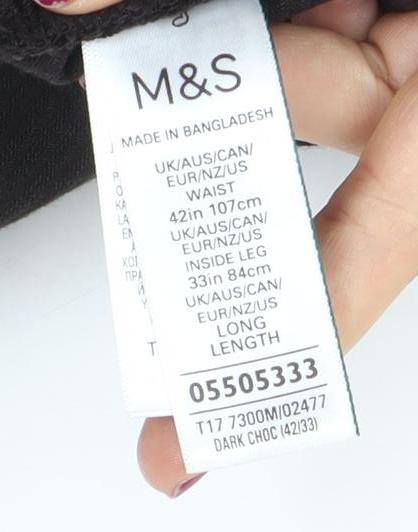 M&S
MADE IN BANGLADESH
UK/AUS/CAN/
EUR/NZ/US
WAIST
42in 107cm
UK/AUS/CAN/
EUR/NZ/US
INSIDE LEG
33in 84cm
UK/AUS/CAN/
EUR/NZ/US
LONG
LENGTH
05505333
T17 7300M/02477
DARK CHOC (42/33)